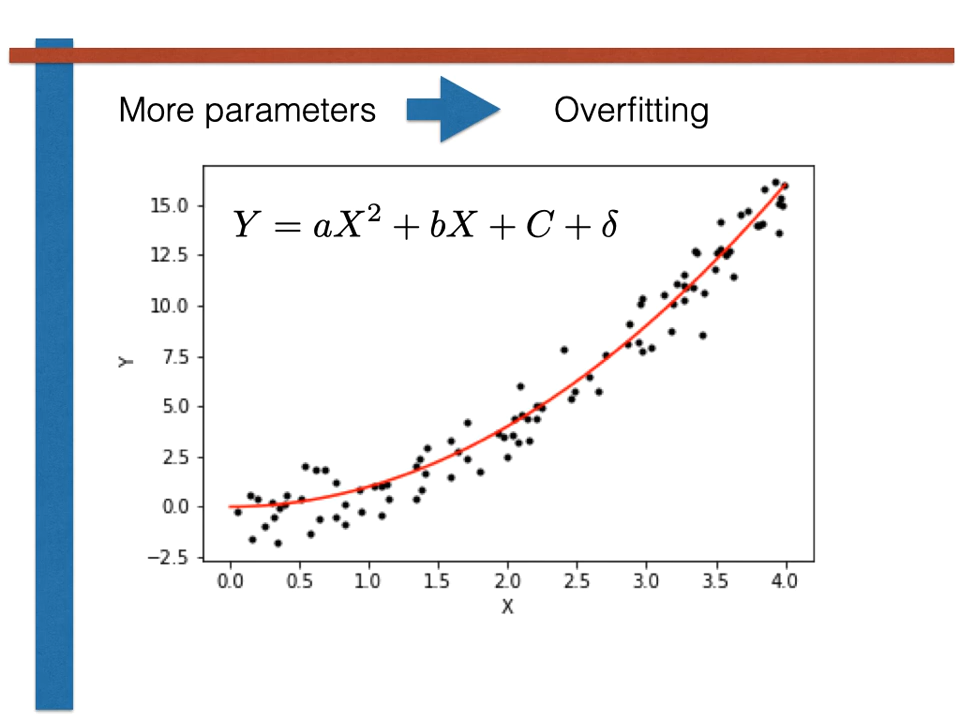 More parameters Overfitting
Y = aX² + bX + C + δ
15.0
12.5
10.0
7.5
5.0
2.5
0.0
−2.5
Y
0.0 0.5 1.0 1.5 2.0 2.5 3.0 3.5 4.0
X